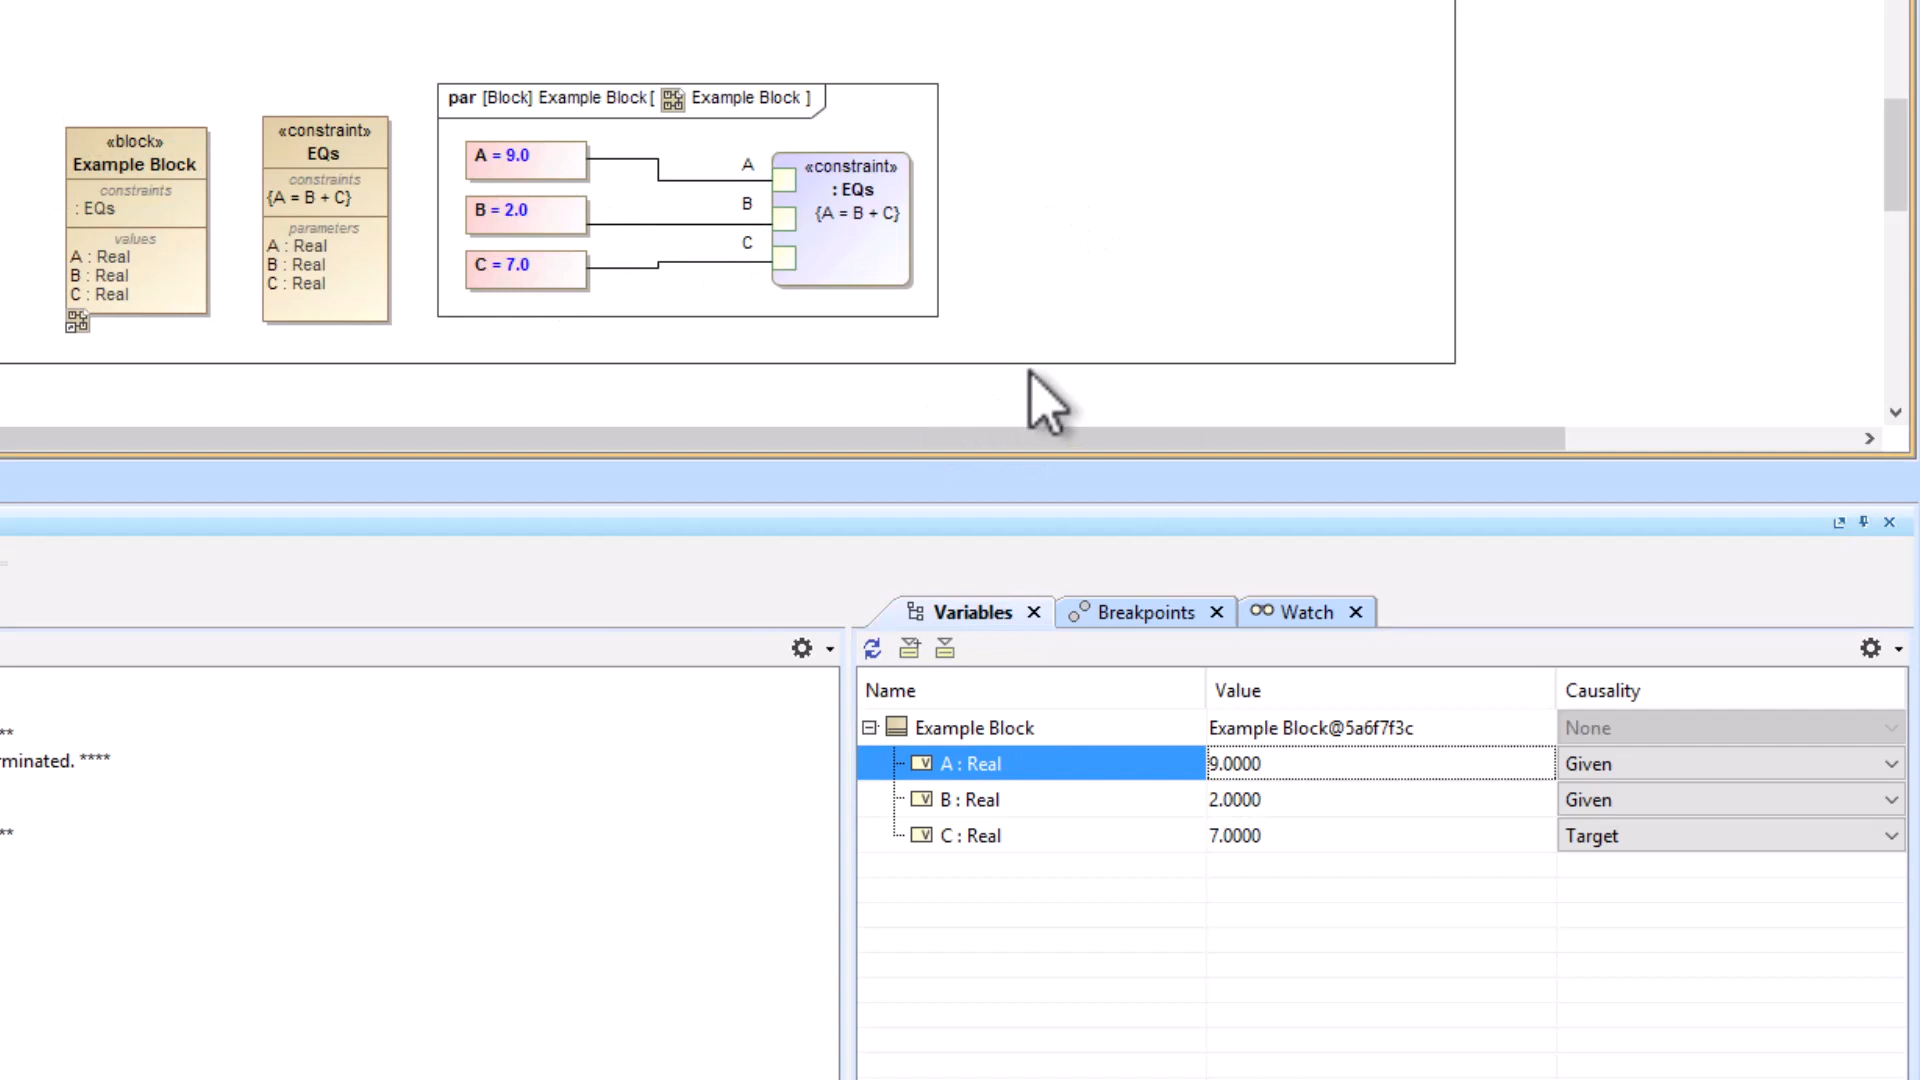 par [Block] Example Block [ Example Block ]
«block»
Example Block
constraints
: EQs
values
A : Real
B : Real
C : Real
«constraint»
EQs
constraints
{A = B + C}
parameters
A : Real
B : Real
C : Real
A = 9.0
B = 2.0
C = 7.0
A
B
C
«constraint»
: EQs
{A = B + C}
Variables
Breakpoints
Watch
**
rminated. ****
**
Name Value Causality
Example Block Example Block@5a6f7f3c None
A : Real 9.0000 Given
B : Real 2.0000 Given
C : Real 7.0000 Target